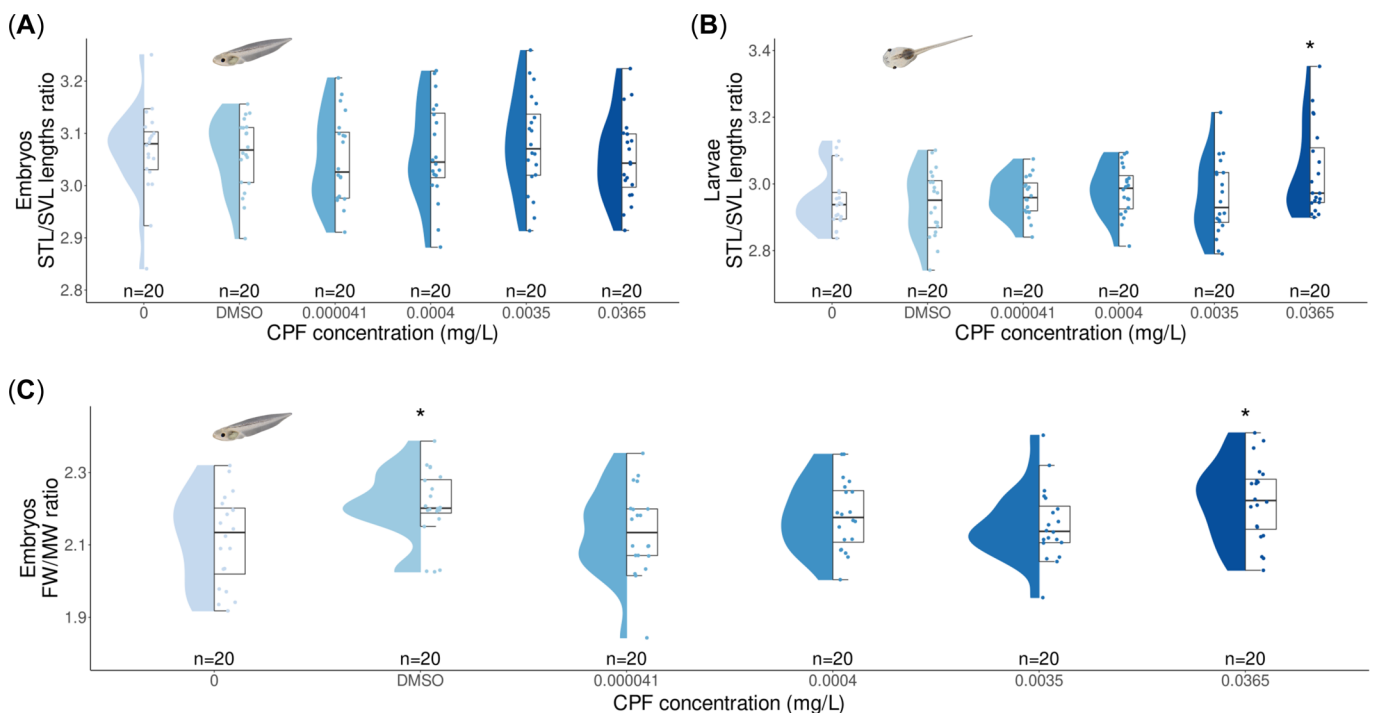 (A)
Embryos
STL/SVL lengths ratio
3.2
3.1
3.0
2.9
2.8
n=20 n=20 n=20 n=20 n=20 n=20
0 DMSO 0.000041 0.0004 0.0035 0.0365
CPF concentration (mg/L)
(B)
Larvae
STL/SVL lengths ratio
3.4
3.2
3.0
2.8
*
n=20 n=20 n=20 n=20 n=20 n=20
0 DMSO 0.000041 0.0004 0.0035 0.0365
CPF concentration (mg/L)
(C)
Embryos
FW/MW ratio
2.3
2.1
1.9
* *
n=20 n=20 n=20 n=20 n=20 n=20
0 DMSO 0.000041 0.0004 0.0035 0.0365
CPF concentration (mg/L)